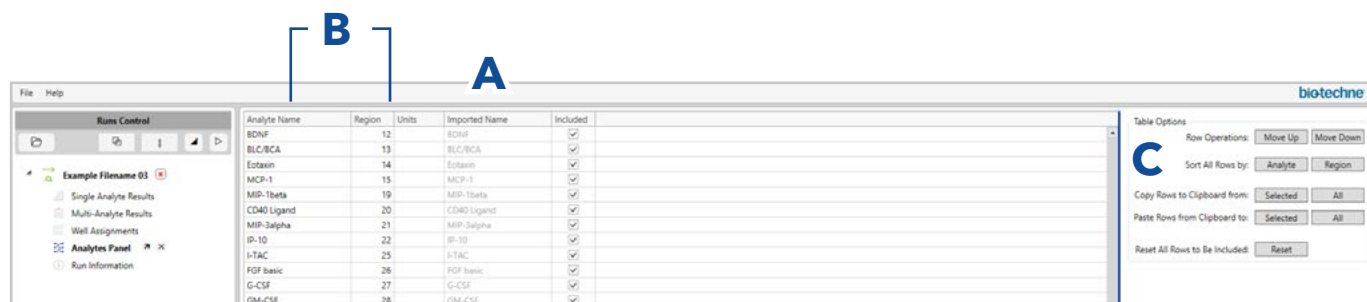 B
A
File Help
bio-techne
Runs Control
Example Filename 03
Single Analyte Results
Multi-Analyte Results
Well Assignments
Analytes Panel
Run Information
Analyte Name Region Units Imported Name Included
BDNF 12 BDNF
BLC/BCA 13 BLC/BCA
Eotaxin 14 Eotaxin
MCP-1 15 MCP-1
MIP-1beta 19 MIP-1beta
CD40 Ligand 20 CD40 Ligand
MIP-3alpha 21 MIP-3alpha
IP-10 22 IP-10
I-TAC 25 I-TAC
FGF basic 26 FGF basic
G-CSF 27 G-CSF
GM-CSF 28 GM-CSF
C
Table Options
Row Operations: Move Up Move Down
Sort All Rows by: Analyte Region
Copy Rows to Clipboard from: Selected All
Paste Rows from Clipboard to: Selected All
Reset All Rows to Be Included: Reset